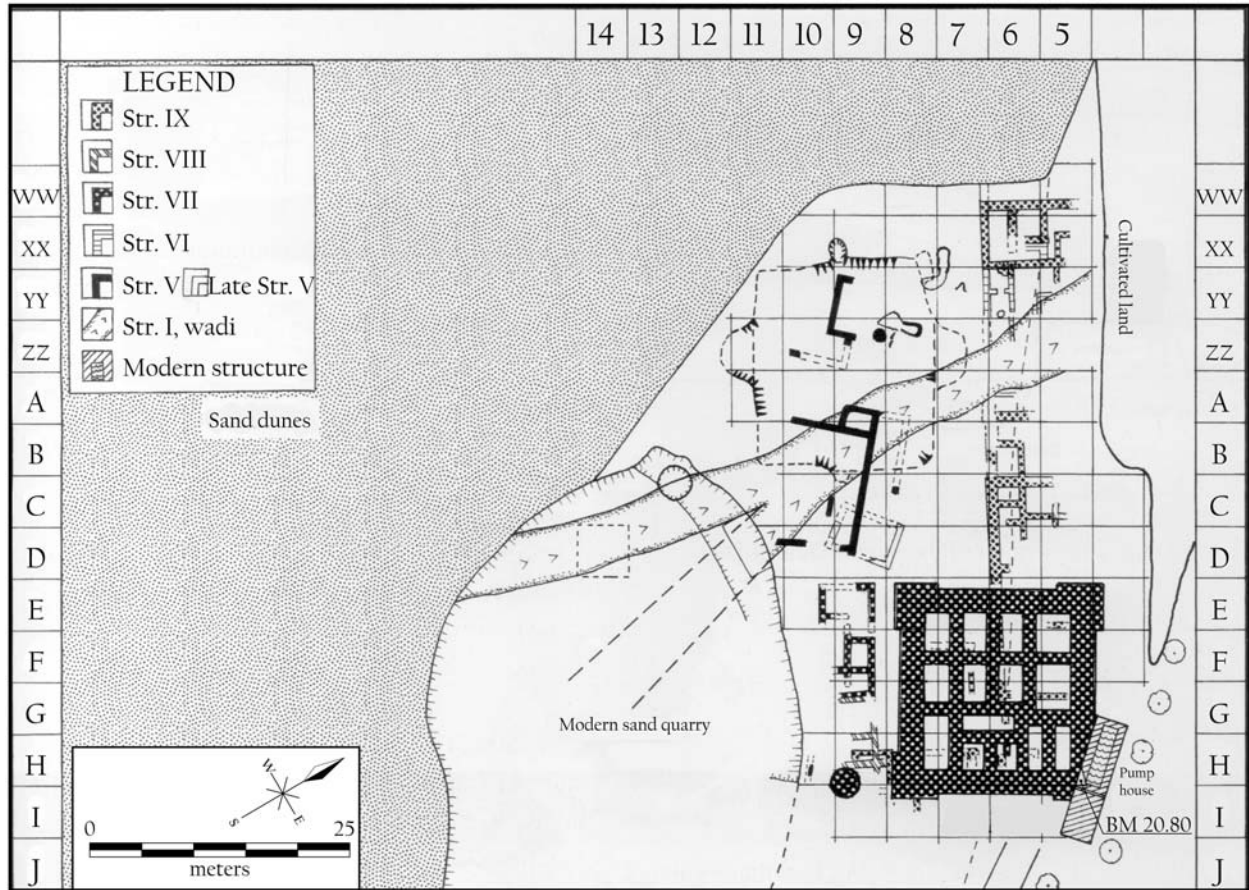 14 13 12 11 10 9 8 7 6 5
LEGEND
Str. IX
Str. VIII
Str. VII
Str. VI
Str. V Late Str. V
Str. I, wadi
Modern structure
WW WW
XX XX
YY YY
ZZ ZZ
A A
B B
C C
D D
E E
F F
G G
H H
I I
J J
Cultivated land
Sand dunes
Modern sand quarry
Pump
house
BM 20.80
W
S
E
0 25
meters